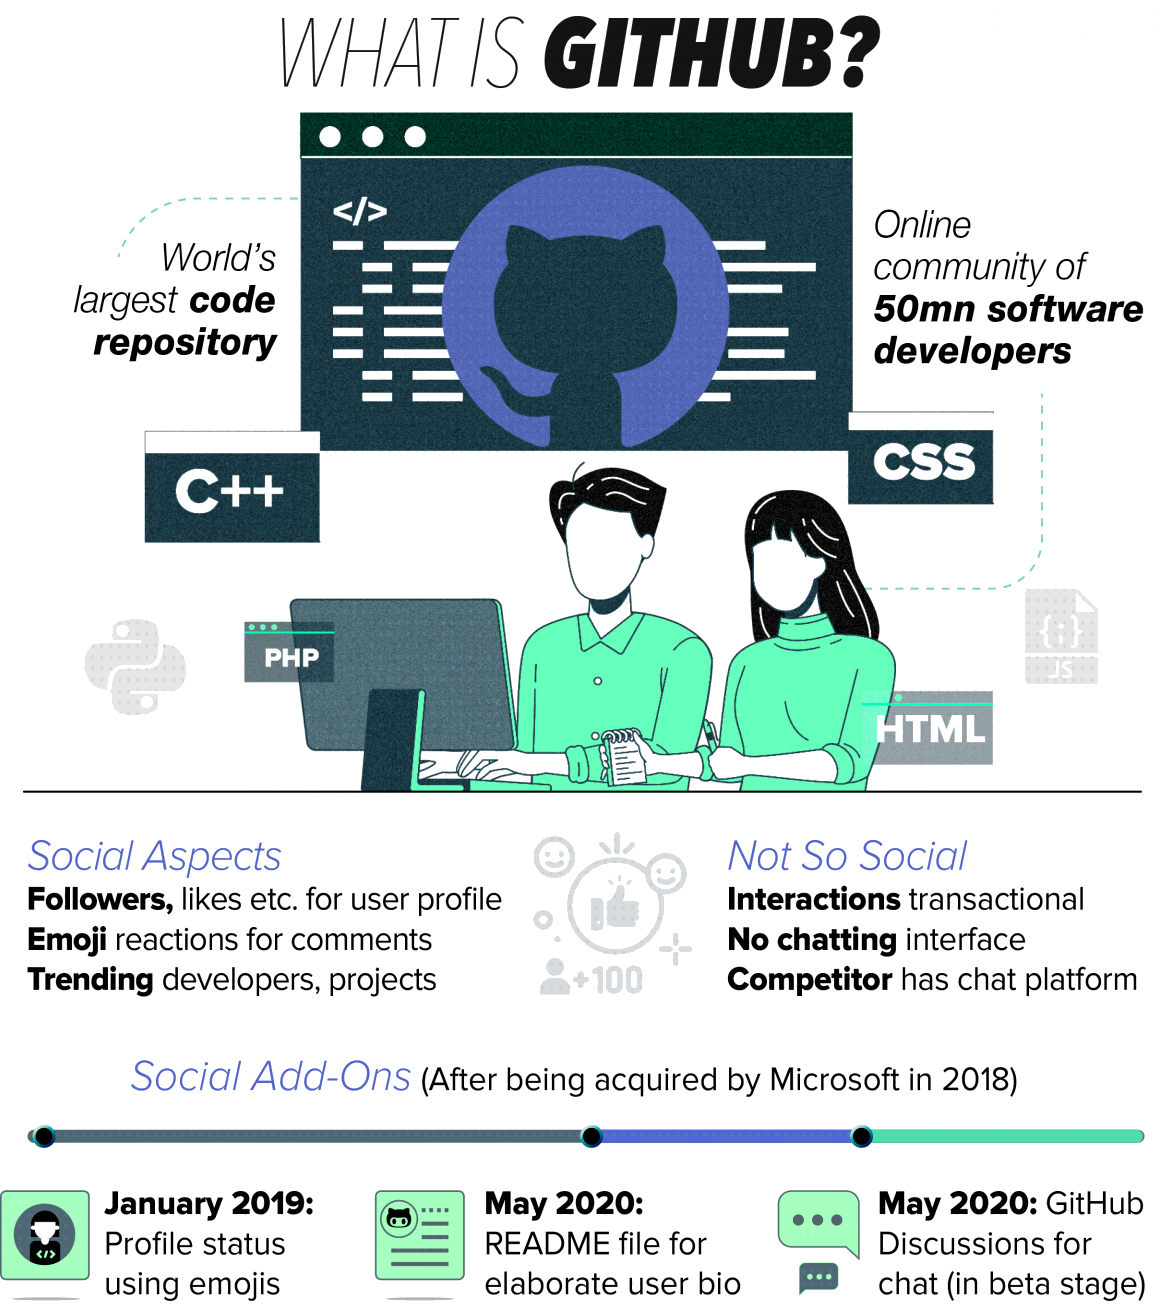 WHAT IS GITHUB?
</>
World's
largest code
repository
Online
community of
50mn software
developers
C++
CSS
PHP
{;}
JS
HTML
</>
Social Aspects
Followers, likes etc. for user profile
Emoji reactions for comments
Trending developers, projects
+100
Not So Social
Interactions transactional
No chatting interface
Competitor has chat platform
Social Add-Ons (After being acquired by Microsoft in 2018)
January 2019:
Profile status
using emojis
May 2020:
README file for
elaborate user bio
May 2020: GitHub
Discussions for
chat (in beta stage)